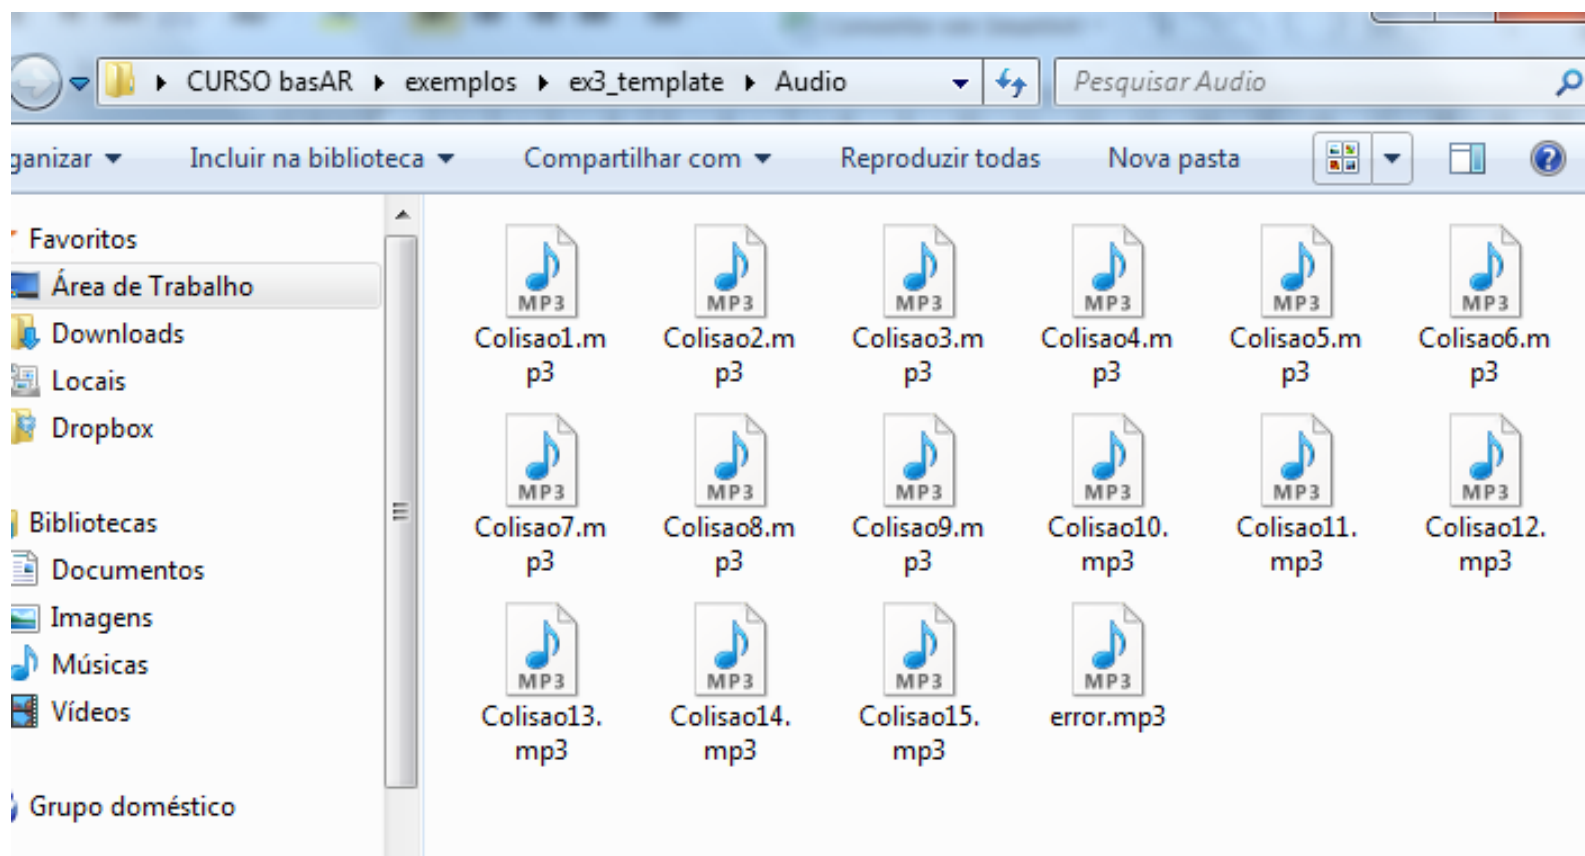 CURSO basAR exemplos ex3_template Audio Pesquisar Audio
ganizar Incluir na biblioteca Compartilhar com Reproduzir todas Nova pasta
Favoritos
Área de Trabalho
Downloads
Locais
Dropbox
Bibliotecas
Documentos
Imagens
Músicas
Vídeos
Grupo doméstico
MP3 MP3 MP3 MP3 MP3 MP3
Colisao1.m Colisao2.m Colisao3.m Colisao4.m Colisao5.m Colisao6.m
p3 p3 p3 p3 p3 p3
MP3 MP3 MP3 MP3 MP3 MP3
Colisao7.m Colisao8.m Colisao9.m Colisao10. Colisao11. Colisao12.
p3 p3 p3 mp3 mp3 mp3
MP3 MP3 MP3 MP3
Colisao13. Colisao14. Colisao15. error.mp3
mp3 mp3 mp3